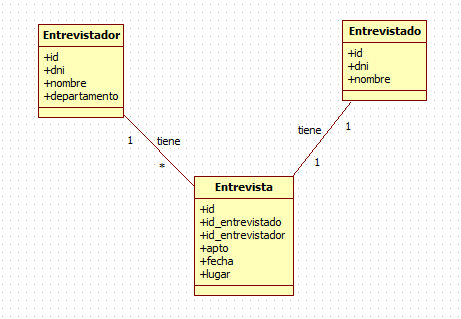 Entrevistador
+id
+dni
+nombre
+departamento
Entrevistado
+id
+dni
+nombre
1
tiene
*
tiene
1
1
Entrevista
+id
+id_entrevistado
+id_entrevistador
+apto
+fecha
+lugar